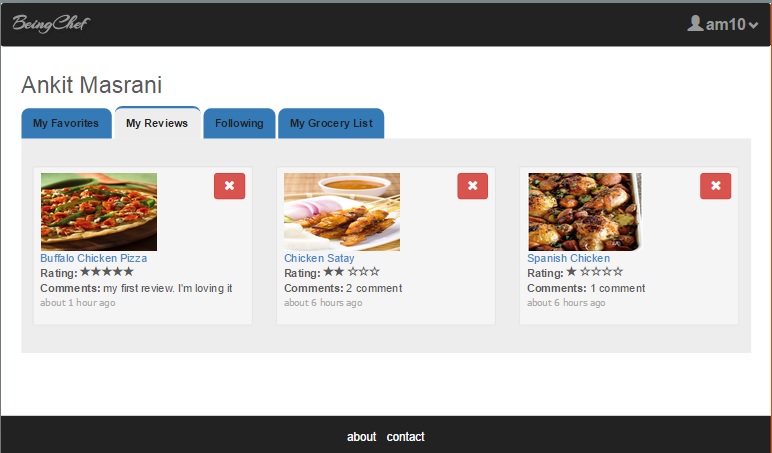 BeingChef
am10
Ankit Masrani
My Favorites
My Reviews
Following
My Grocery List
Buffalo Chicken Pizza
Rating: ★★★★★
Comments: my first review. I'm loving it
about 1 hour ago
Chicken Satay
Rating: ★★☆☆☆
Comments: 2 comment
about 6 hours ago
Spanish Chicken
Rating: ★☆☆☆☆
Comments: 1 comment
about 6 hours ago
about contact